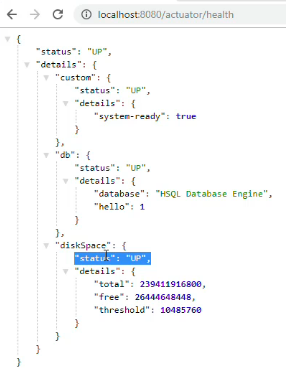 localhost:8080/actuator/health
{
"status": "UP",
"details": {
"custom": {
"status": "UP",
"details": {
"system-ready": true
}
},
"db": {
"status": "UP",
"details": {
"database": "HSQL Database Engine",
"hello": 1
}
},
"diskSpace": {
"status": "UP",
"details": {
"total": 239411916800,
"free": 26444648448,
"threshold": 10485760
}
}
}
}